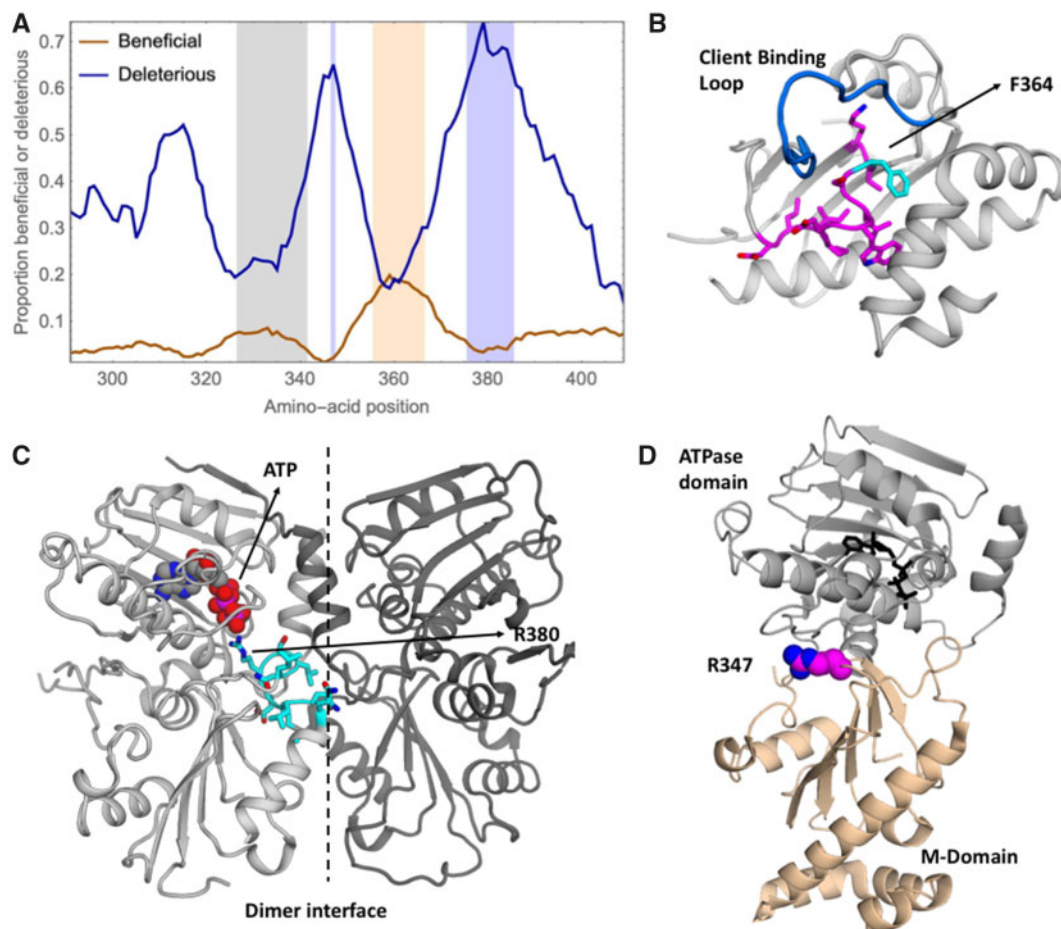 A
Beneficial
Deleterious
Proportion beneficial or deleterious
0.7
0.6
0.5
0.4
0.3
0.2
0.1
300
320
340
360
380
400
Amino-acid position
B
Client Binding
Loop
F364
C
ATP
R380
Dimer interface
D
ATPase
domain
R347
M-Domain